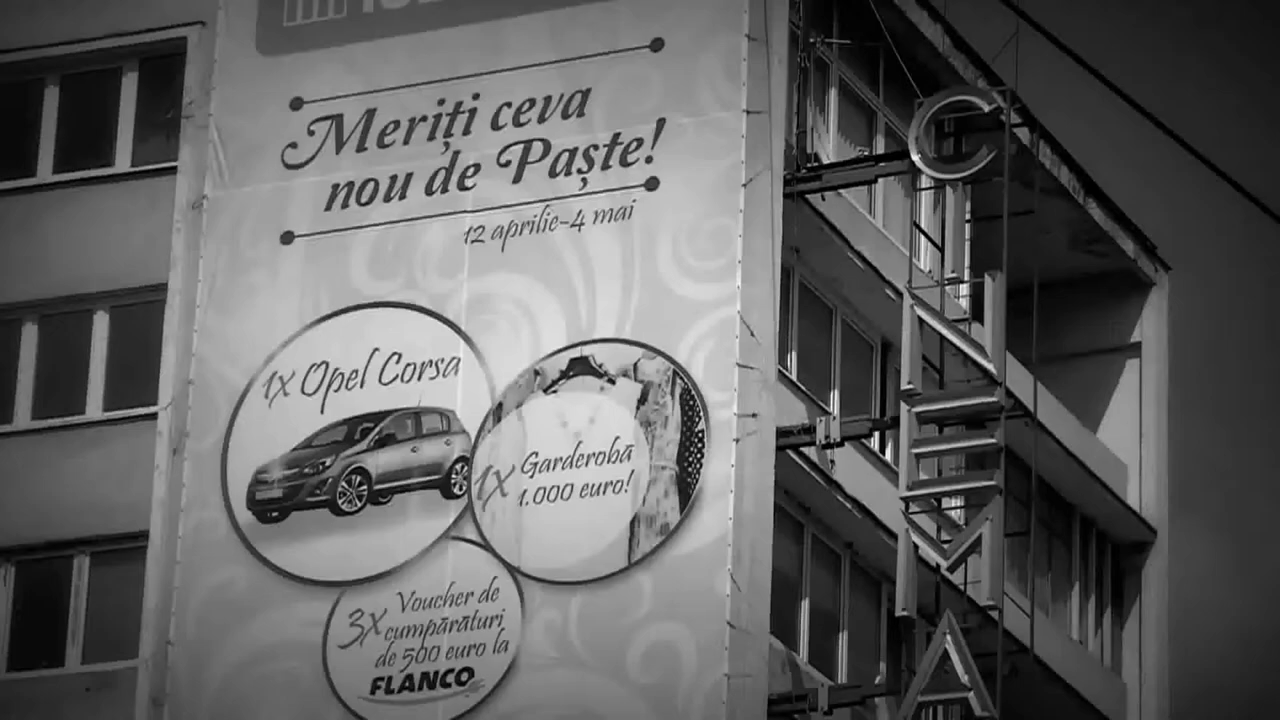 Meriți ceva
nou de Paște!
12 aprilie-4 mai
1x Opel Corsa
1x Garderobă
1.000 euro!
3x Voucher de
cumpărături
de 500 euro la
FLANCO
C
I
N
E
M
A